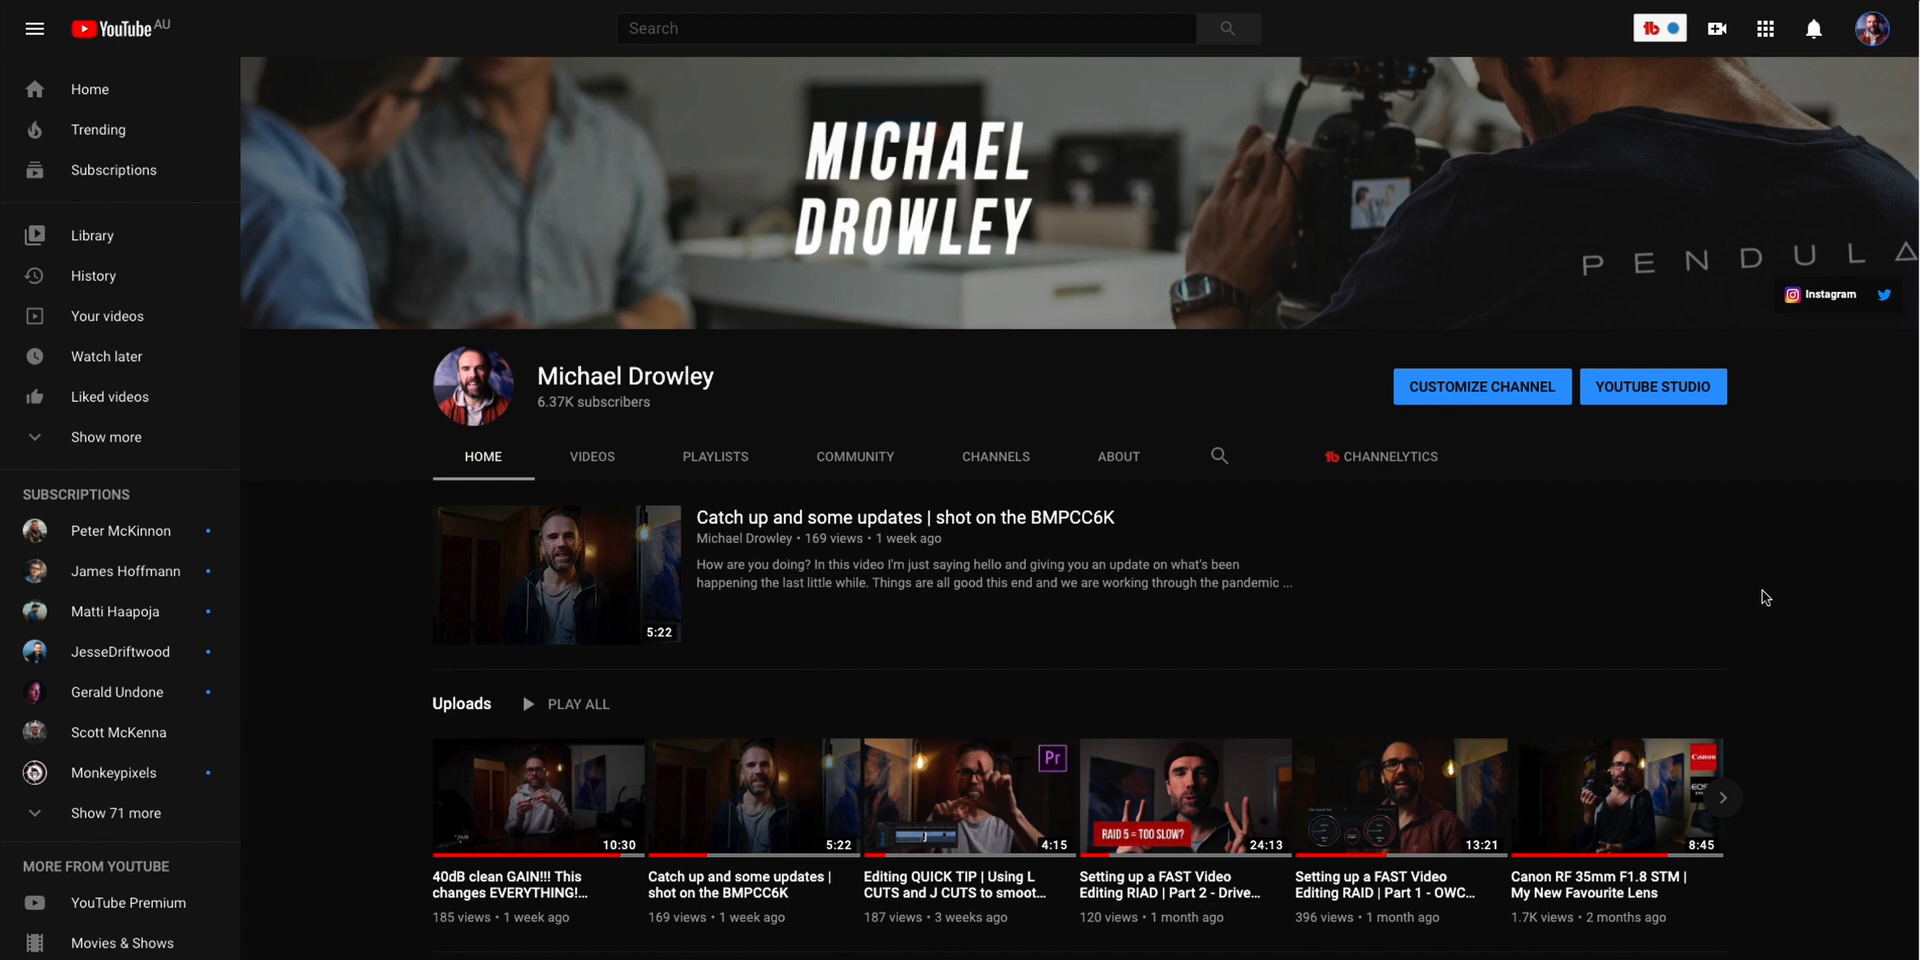 YouTube AU
Search
Home
Trending
Subscriptions
Library
History
Your videos
Watch later
Liked videos
Show more
SUBSCRIPTIONS
Peter McKinnon
James Hoffmann
Matti Haapoja
JesseDriftwood
Gerald Undone
Scott McKenna
Monkeypixels
Show 71 more
MORE FROM YOUTUBE
YouTube Premium
Movies & Shows
MICHAEL
DROWLEY
PENDULA
Instagram
Michael Drowley
6.37K subscribers
CUSTOMIZE CHANNEL
YOUTUBE STUDIO
HOME
VIDEOS
PLAYLISTS
COMMUNITY
CHANNELS
ABOUT
CHANNELYTICS
5:22
Catch up and some updates | shot on the BMPCC6K
Michael Drowley • 169 views • 1 week ago
How are you doing? In this video I'm just saying hello and giving you an update on what's been
happening the last little while. Things are all good this end and we are working through the pandemic ...
Uploads
PLAY ALL
10:30
40dB clean GAIN!!! This
changes EVERYTHING!...
185 views • 1 week ago
5:22
Catch up and some updates |
shot on the BMPCC6K
169 views • 1 week ago
Pr
4:15
Editing QUICK TIP | Using L
CUTS and J CUTS to smoot...
187 views • 3 weeks ago
RAID 5 = TOO SLOW?
24:13
Setting up a FAST Video
Editing RIAD | Part 2 - Drive...
120 views • 1 month ago
13:21
Setting up a FAST Video
Editing RAID | Part 1 - OWC...
396 views • 1 month ago
Canon
EOS
8:45
Canon RF 35mm F1.8 STM |
My New Favourite Lens
1.7K views • 2 months ago